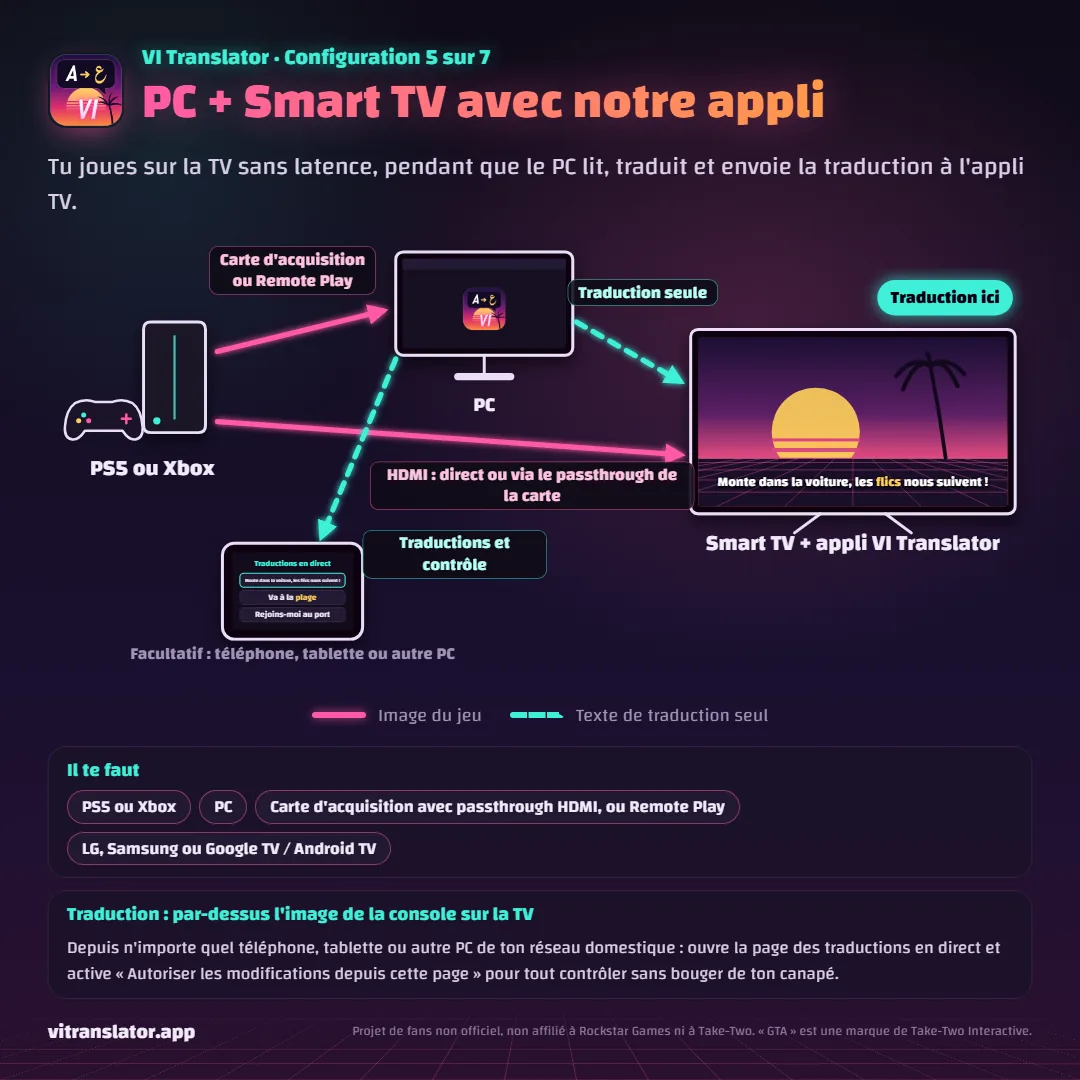 A→ع
VI
VI Translator · Configuration 5 sur 7
PC + Smart TV avec notre appli
Tu joues sur la TV sans latence, pendant que le PC lit, traduit et envoie la traduction à l'appli
TV.
Carte d'acquisition
ou Remote Play
A→ع
VI
Traduction seule
Traduction ici
PC
PS5 ou Xbox
HDMI : direct ou via le passthrough de
la carte
Monte dans la voiture, les flics nous suivent !
Smart TV + appli VI Translator
Traductions et
contrôle
Traductions en direct
Monte dans la voiture, les flics nous suivent !
Va à la plage
Rejoins-moi au port
Facultatif : téléphone, tablette ou autre PC
Image du jeu
Texte de traduction seul
Il te faut
PS5 ou Xbox
PC
Carte d'acquisition avec passthrough HDMI, ou Remote Play
LG, Samsung ou Google TV / Android TV
Traduction : par-dessus l'image de la console sur la TV
Depuis n'importe quel téléphone, tablette ou autre PC de ton réseau domestique : ouvre la page des traductions en direct et
active « Autoriser les modifications depuis cette page » pour tout contrôler sans bouger de ton canapé.
vitranslator.app
Projet de fans non officiel, non affilié à Rockstar Games ni à Take-Two. « GTA » est une marque de Take-Two Interactive.